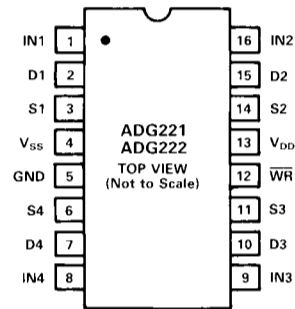 IN1 1 16 IN2
D1 2 15 D2
S1 3 14 S2
VSS 4 13 VDD
GND 5 12 WR
S4 6 11 S3
D4 7 10 D3
IN4 8 9 IN3
ADG221
ADG222
TOP VIEW
(Not to Scale)